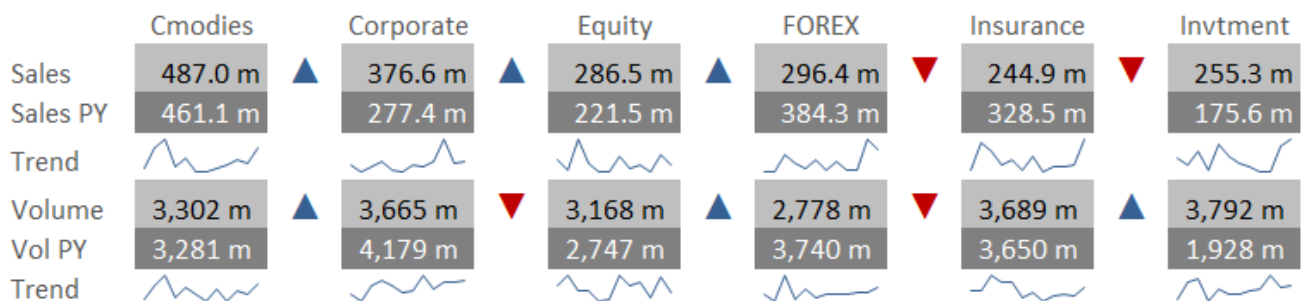 Cmodies Corporate Equity FOREX Insurance Invtment
Sales 487.0 m ▲ 376.6 m ▲ 286.5 m ▲ 296.4 m ▼ 244.9 m ▼ 255.3 m
Sales PY 461.1 m 277.4 m 221.5 m 384.3 m 328.5 m 175.6 m
Trend
Volume 3,302 m ▲ 3,665 m ▼ 3,168 m ▲ 2,778 m ▼ 3,689 m ▲ 3,792 m
Vol PY 3,281 m 4,179 m 2,747 m 3,740 m 3,650 m 1,928 m
Trend